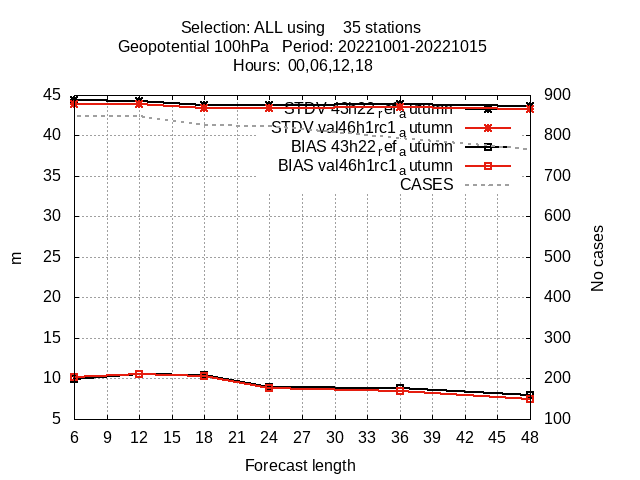 Selection: ALL using    35 stations
Geopotential 100hPa   Period: 20221001-20221015
Hours:  00,06,12,18
45 900
STDV 43h22_ref_autumn
STDV val46h1rc1_autumn
40 800
BIAS 43h22_ref_autumn
BIAS val46h1rc1_autumn
35 700
CASES
30 600
25 500
m
No cases
20 400
15 300
10 200
5 100
6 9 12 15 18 21 24 27 30 33 36 39 42 45 48
Forecast length